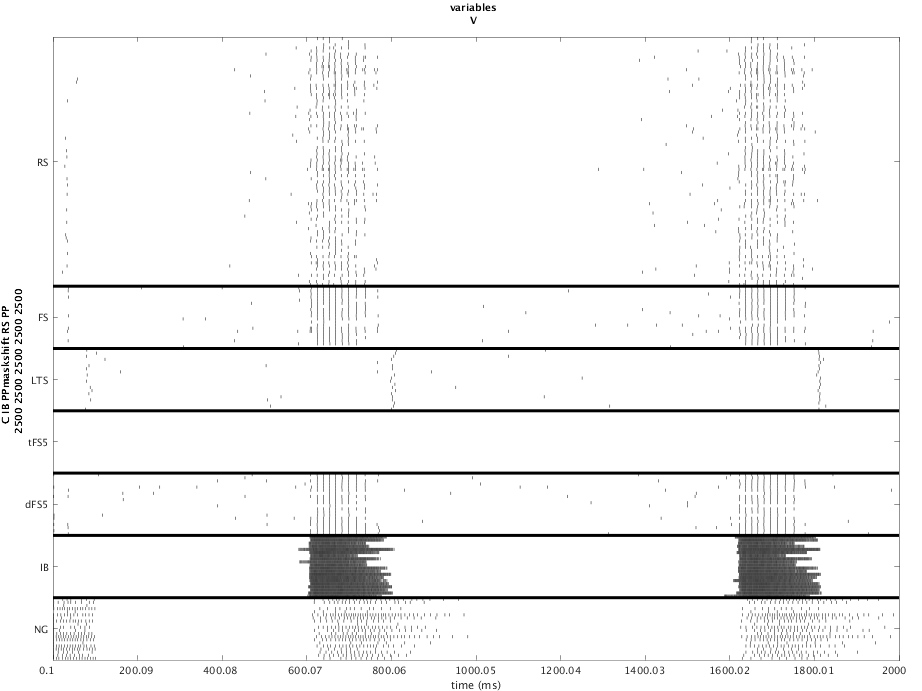 variables
V
C IB PPmaskshift RS PP
2500 2500 2500 2500 2500
RS
FS
LTS
tFS5
dFS5
IB
NG
0.1 200.09 400.08 600.07 800.06 1000.05 1200.04 1400.03 1600.02 1800.01 2000
time (ms)